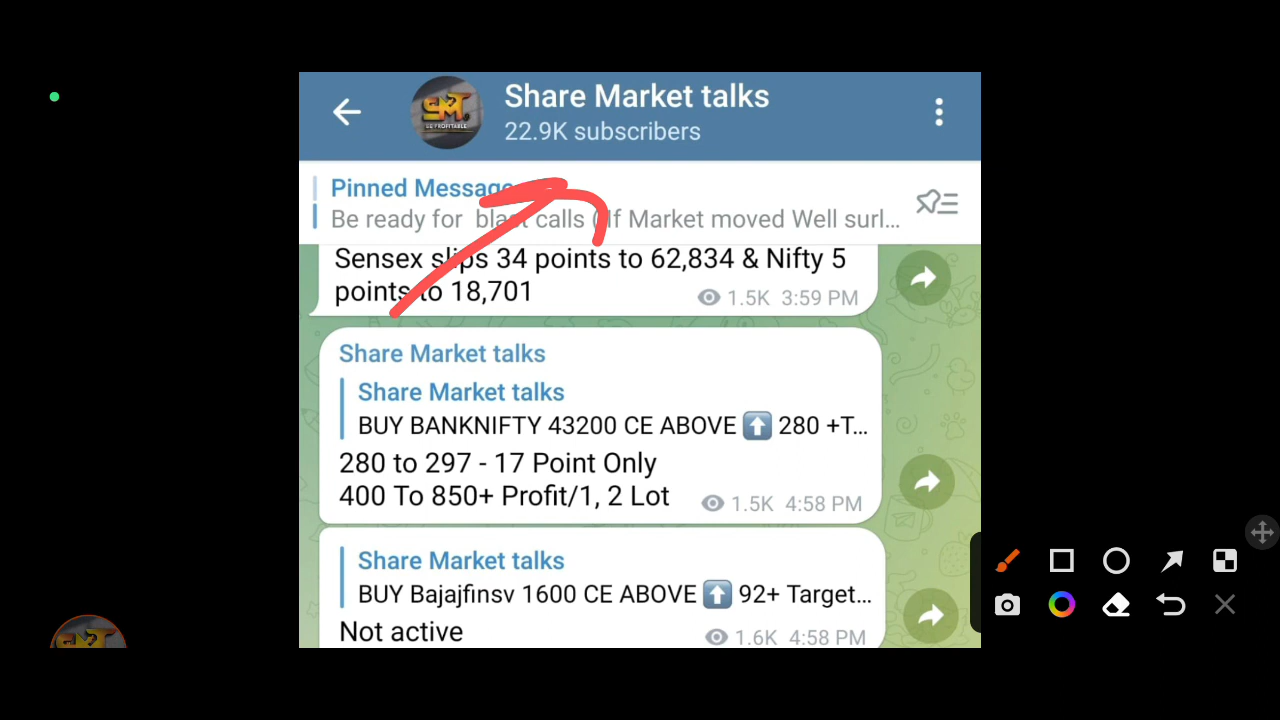 Share Market talks
22.9K subscribers
Pinned Message
Be ready for blast calls ( If Market moved Well surl...
Sensex slips 34 points to 62,834 & Nifty 5
points to 18,701
1.5K 3:59 PM
Share Market talks
Share Market talks
BUY BANKNIFTY 43200 CE ABOVE ⬆️ 280 +T...
280 to 297 - 17 Point Only
400 To 850+ Profit/1, 2 Lot
1.5K 4:58 PM
Share Market talks
BUY Bajajfinsv 1600 CE ABOVE ⬆️ 92+ Target...
Not active
1.6K 4:58 PM